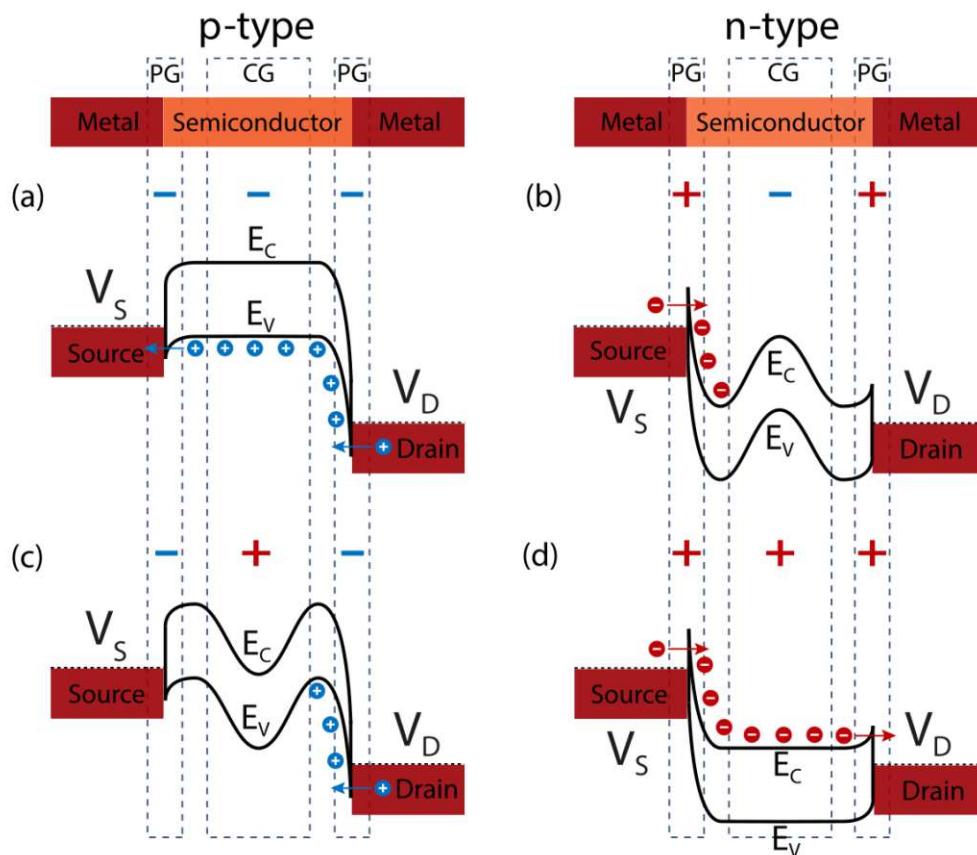 p-type n-type
PG CG PG PG CG PG
Metal Semiconductor Metal Metal Semiconductor Metal
(a) − − − (b) + − +
E_C
V_S
E_V
Source
V_D
Drain
E_C
V_S
E_V
Source
V_D
Drain
(c) − + − (d) + + +
V_S
E_C
Source
E_V
V_D
Drain
Source
V_S
V_D
E_C
Drain
E_V